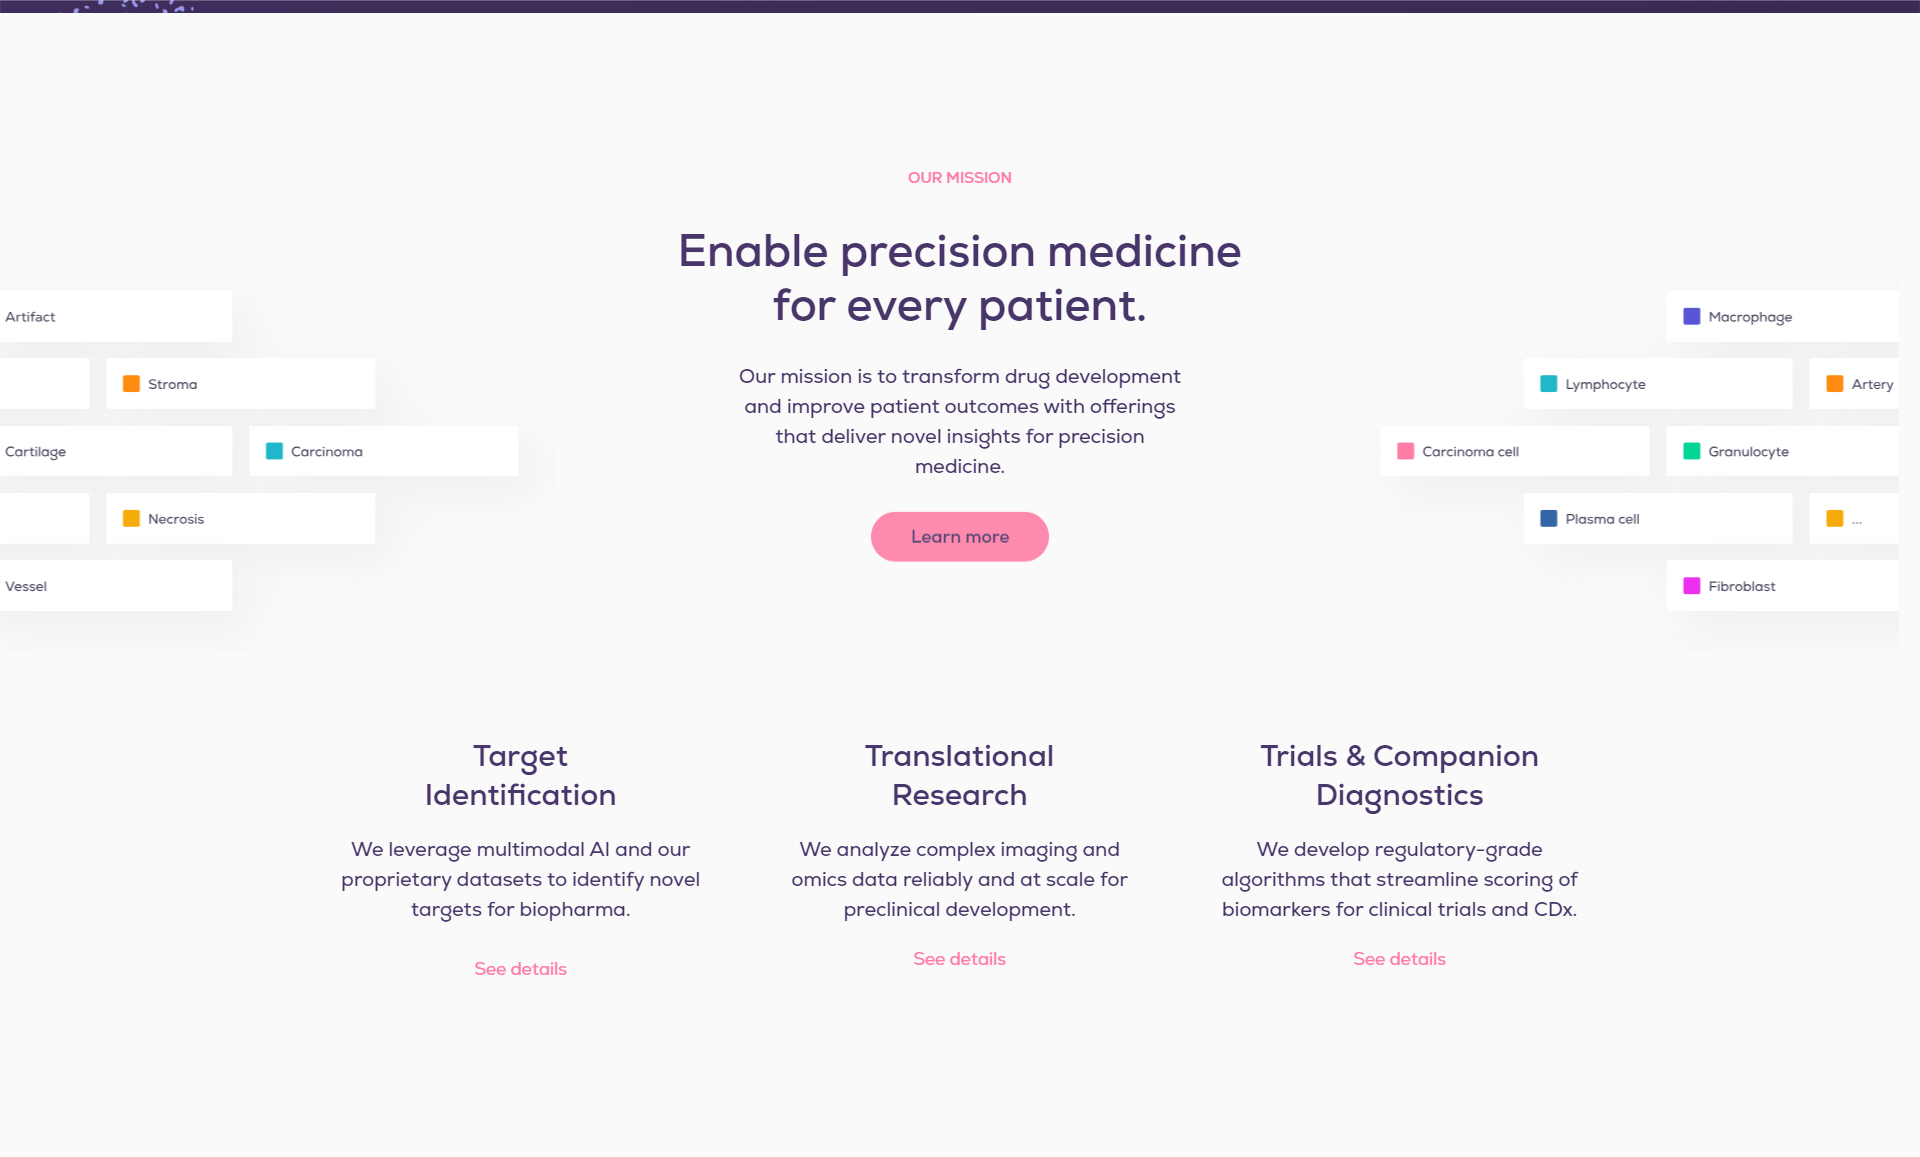 OUR MISSION
Enable precision medicine
for every patient.
Our mission is to transform drug development
and improve patient outcomes with offerings
that deliver novel insights for precision
medicine.
Learn more
Artifact
Stroma
Cartilage
Carcinoma
Necrosis
Vessel
Macrophage
Lymphocyte
Artery
Carcinoma cell
Granulocyte
Plasma cell
...
Fibroblast
Target
Identification
We leverage multimodal AI and our
proprietary datasets to identify novel
targets for biopharma.
See details
Translational
Research
We analyze complex imaging and
omics data reliably and at scale for
preclinical development.
See details
Trials & Companion
Diagnostics
We develop regulatory-grade
algorithms that streamline scoring of
biomarkers for clinical trials and CDx.
See details